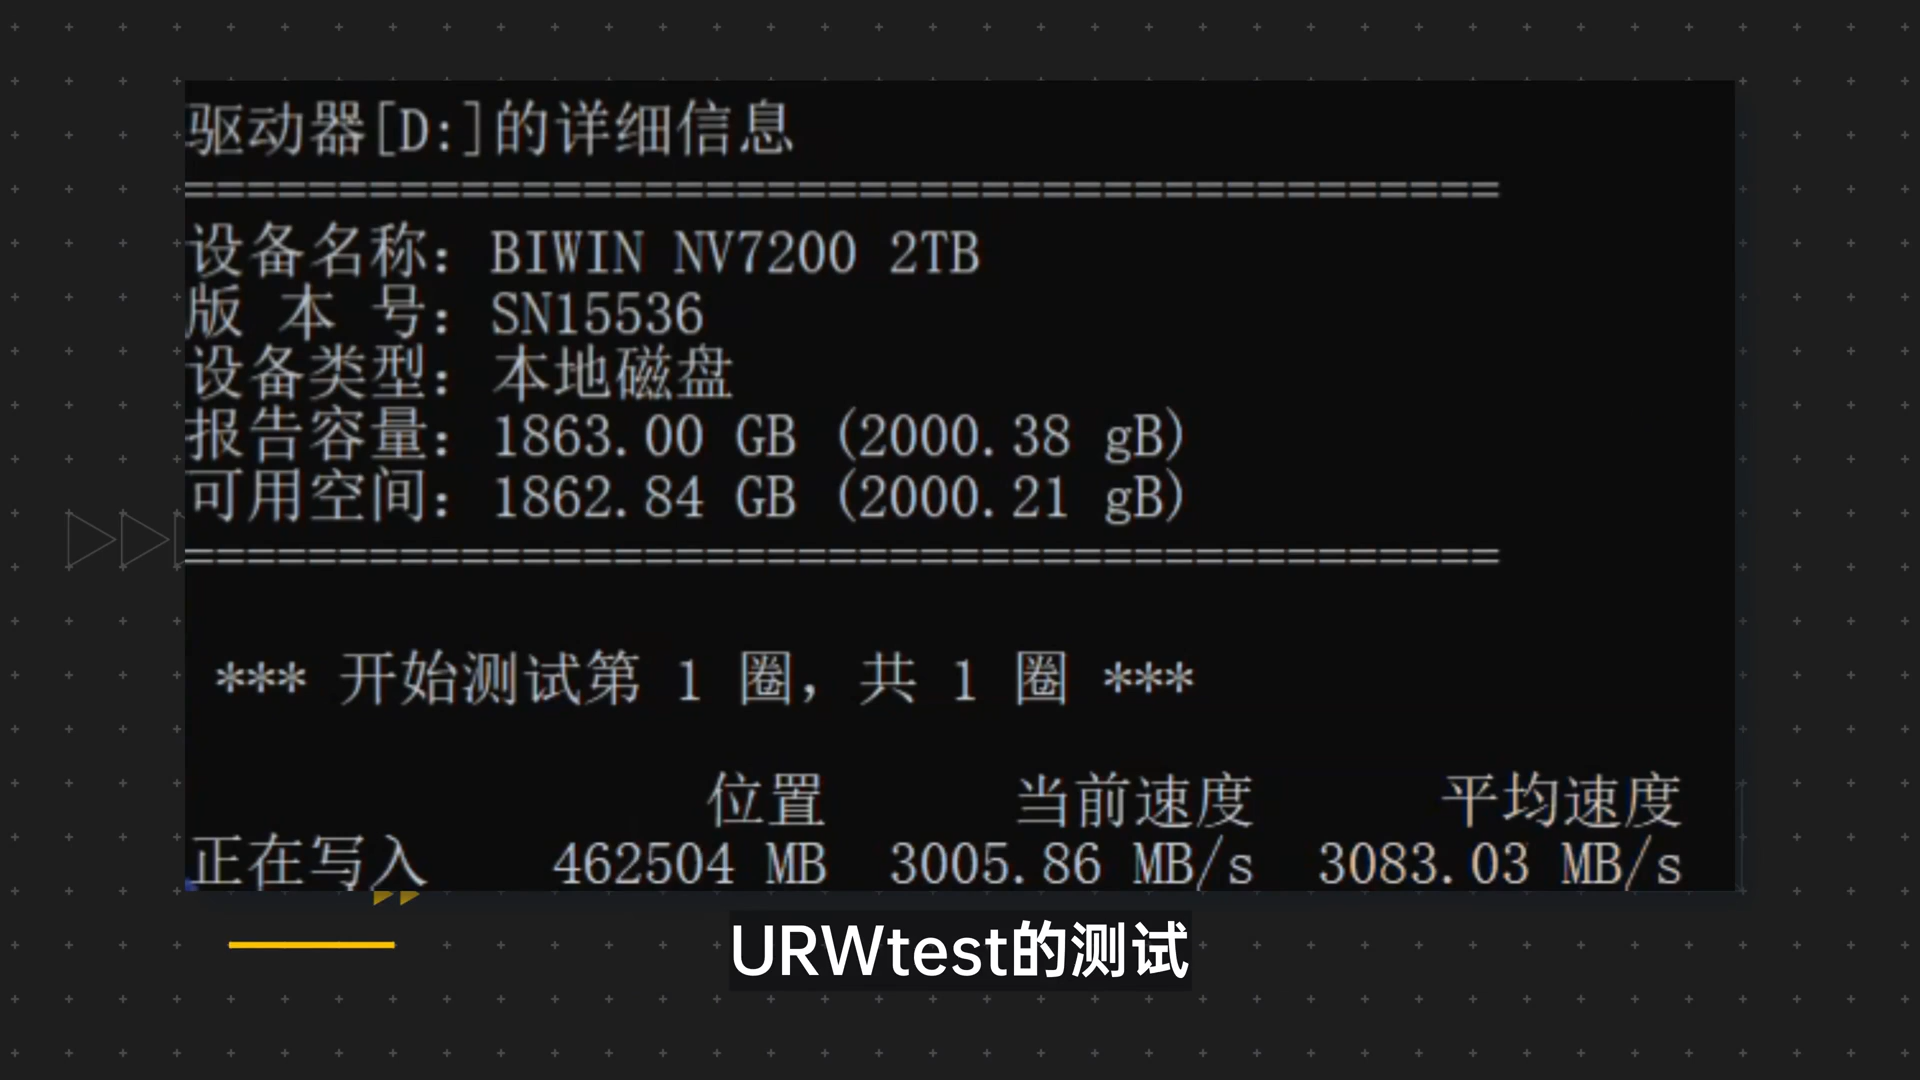 驱动器[D:]的详细信息
===========================================
设备名称: BIWIN NV7200 2TB
版 本 号: SN15536
设备类型: 本地磁盘
报告容量: 1863.00 GB (2000.38 gB)
可用空间: 1862.84 GB (2000.21 gB)
===========================================
*** 开始测试第 1 圈, 共 1 圈 ***
位置 当前速度 平均速度
正在写入 462504 MB 3005.86 MB/s 3083.03 MB/s
URWtest的测试